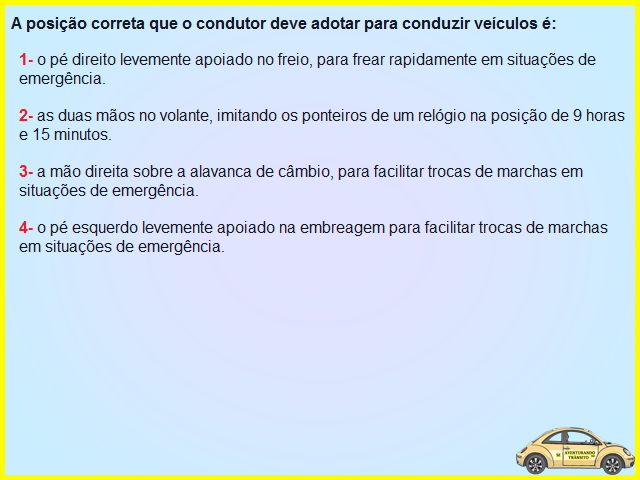 A posição correta que o condutor deve adotar para conduzir veículos é:
1- o pé direito levemente apoiado no freio, para frear rapidamente em situações de
emergência.
2- as duas mãos no volante, imitando os ponteiros de um relógio na posição de 9 horas
e 15 minutos.
3- a mão direita sobre a alavanca de câmbio, para facilitar trocas de marchas em
situações de emergência.
4- o pé esquerdo levemente apoiado na embreagem para facilitar trocas de marchas
em situações de emergência.
AVENTURANDO
TRÂNSITO